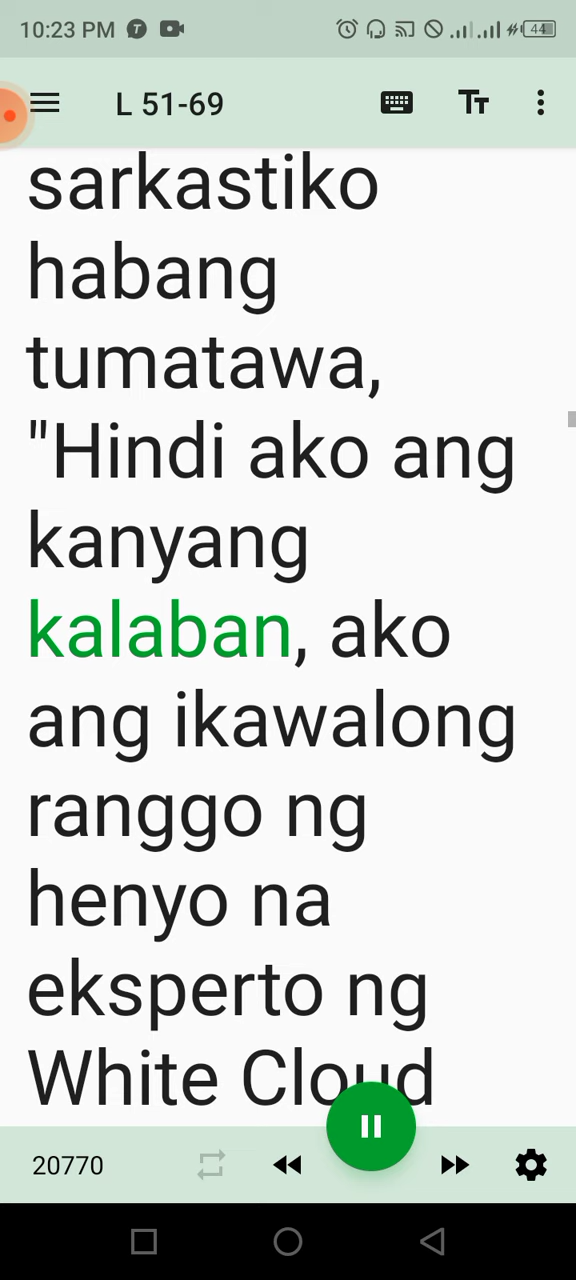 10:23 PM
44
L 51-69
sarkastiko
habang
tumatawa,
"Hindi ako ang
kanyang
kalaban, ako
ang ikawalong
ranggo ng
henyo na
eksperto ng
White Cloud
20770